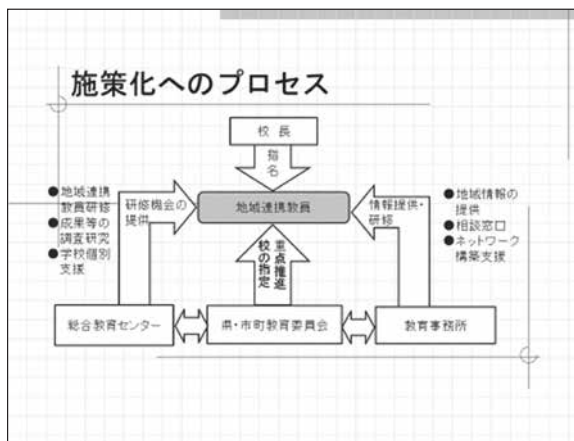 施策化へのプロセス
校長
指名
●地域連携
教員研修
●成果等の
調査研究
●学校個別
支援
研修機会の
提供
地域連携教員
情報提供・
研修
●地域情報の
提供
●相談窓口
●ネットワーク
構築支援
重点推進
校の指定
総合教育センター
県・市町教育委員会
教育事務所